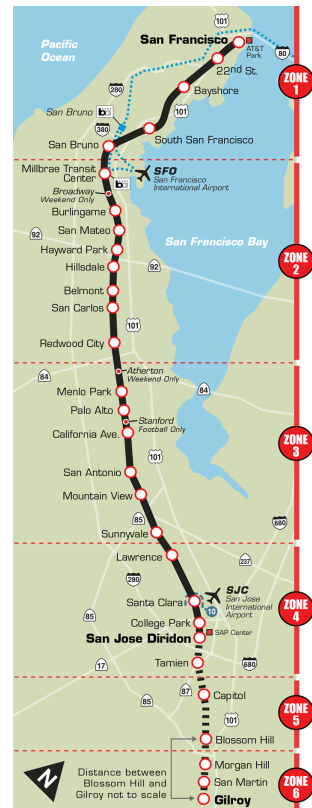 101
Pacific
Ocean
San Francisco
AT&T
Park
80
22nd St.
280
Bayshore
ZONE
1
101
San Bruno
b
380
South San Francisco
San Bruno
Millbrae Transit
Center
b
SFO
San Francisco
International Airport
Broadway
Weekend Only
Burlingame
San Mateo
92
Hayward Park
San Francisco Bay
ZONE
2
Hillsdale
92
Belmont
San Carlos
101
Redwood City
Atherton
Weekend Only
84
Menlo Park
84
Palo Alto
Stanford
Football Only
California Ave.
ZONE
3
101
San Antonio
Mountain View
85
880
Sunnyvale
Lawrence
237
280
SJC
San Jose
International
Airport
Santa Clara
10
ZONE
4
85
College Park
SAP Center
San Jose Diridon
17
Tamien
680
87
Capitol
85
101
ZONE
5
Blossom Hill
N
Distance between
Blossom Hill and
Gilroy not to scale
Morgan Hill
San Martin
Gilroy
ZONE
6